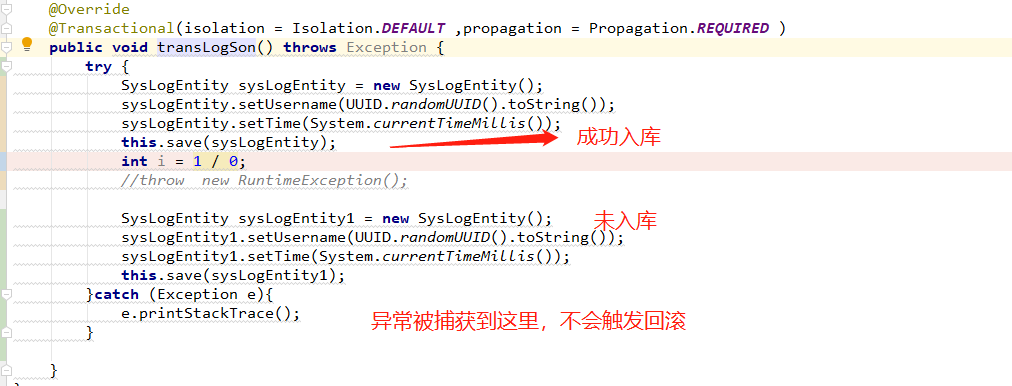 @Override
@Transactional(isolation = Isolation.DEFAULT ,propagation = Propagation.REQUIRED )
public void transLogSon() throws Exception {
try {
SysLogEntity sysLogEntity = new SysLogEntity();
sysLogEntity.setUsername(UUID.randomUUID().toString());
sysLogEntity.setTime(System.currentTimeMillis());
this.save(sysLogEntity); 成功入库
int i = 1 / 0;
//throw  new RuntimeException();
SysLogEntity sysLogEntity1 = new SysLogEntity(); 未入库
sysLogEntity1.setUsername(UUID.randomUUID().toString());
sysLogEntity1.setTime(System.currentTimeMillis());
this.save(sysLogEntity1);
}catch (Exception e){
e.printStackTrace(); 异常被捕获到这里，不会触发回滚
}
}